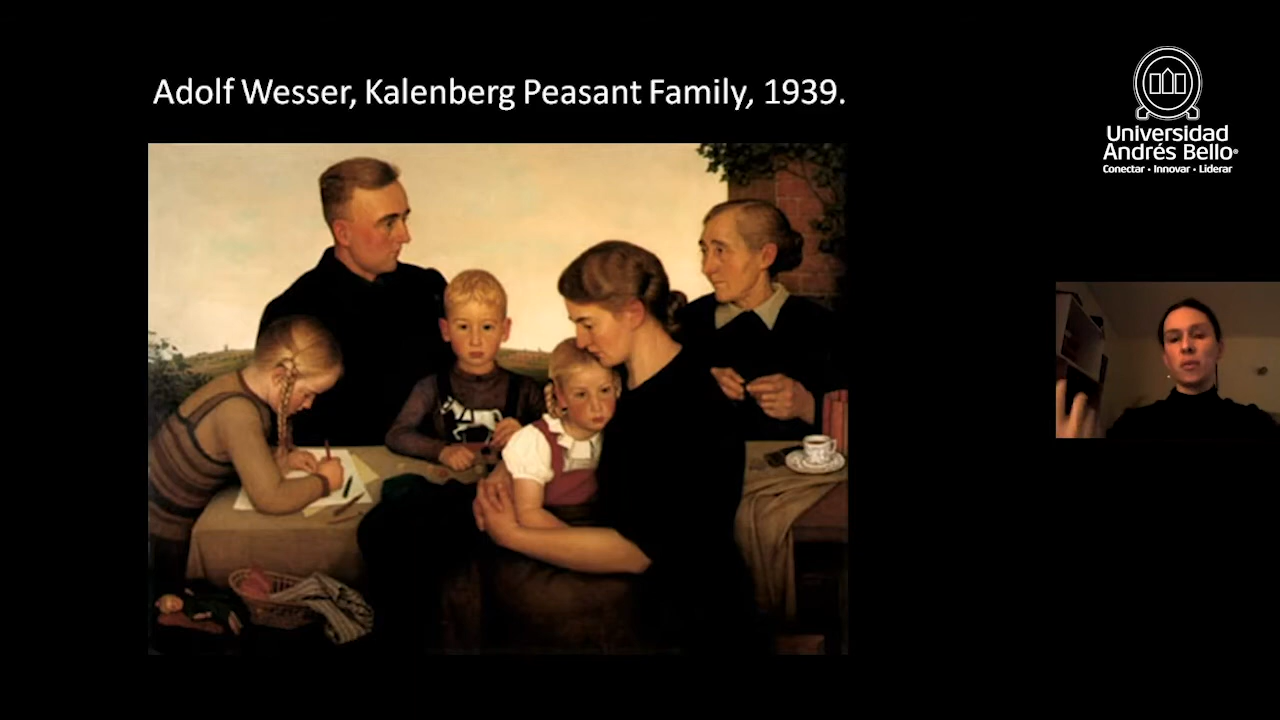 Adolf Wesser, Kalenberg Peasant Family, 1939.
Universidad
Andrés Bello®
Conectar • Innovar • Liderar